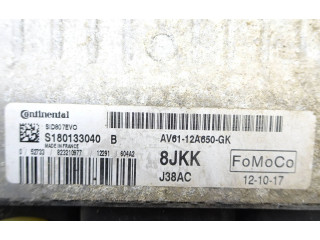 Continental
SID807EVO
S180133040 B
AV61-12A650-GK
MADE IN FRANCE
8JKK
FoMoCo
J38AC
12-10-17